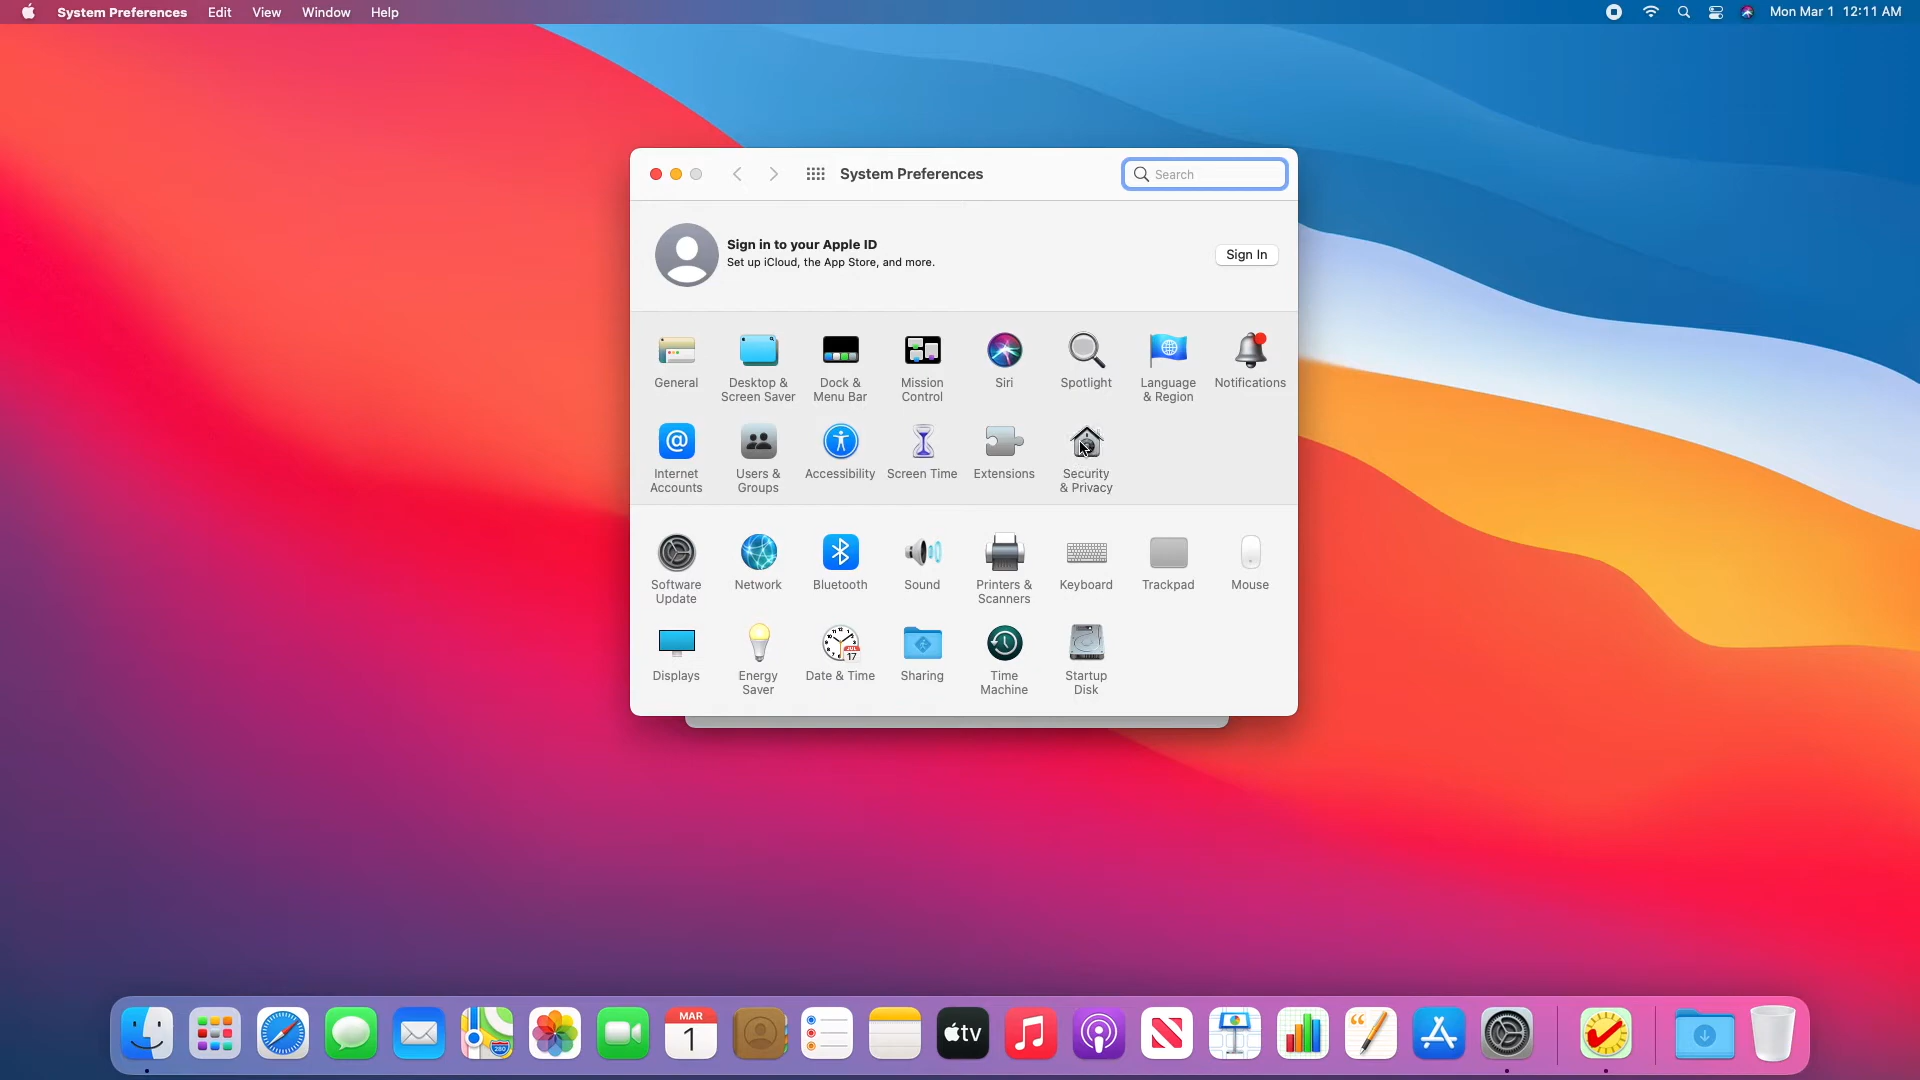 System Preferences Edit View Window Help
Mon Mar 1 12:11 AM
System Preferences
Search
Sign in to your Apple ID
Set up iCloud, the App Store, and more.
Sign In
General
Desktop &
Screen Saver
Dock &
Menu Bar
Mission
Control
Siri
Spotlight
Language
& Region
Notifications
@
Internet
Accounts
Users &
Groups
Accessibility
Screen Time
Extensions
Security
& Privacy
Software
Update
Network
Bluetooth
Sound
Printers &
Scanners
Keyboard
Trackpad
Mouse
Displays
Energy
Saver
JUL
17
Date & Time
Sharing
Time
Machine
Startup
Disk
280
MAR
1
tv